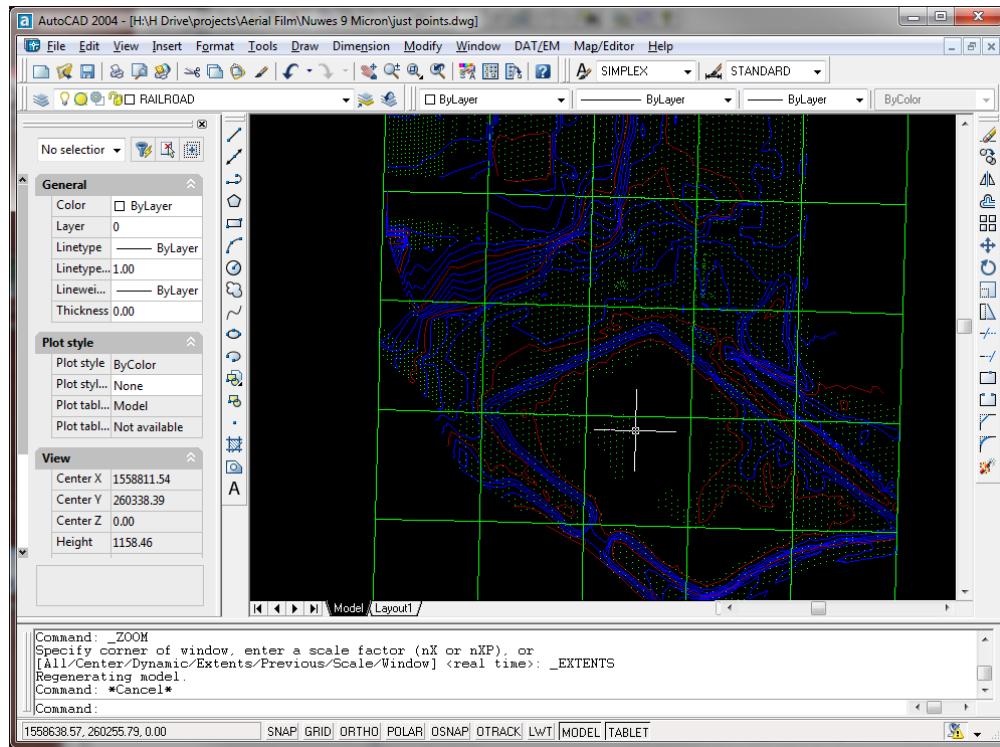 AutoCAD 2004 - [H:\H Drive\projects\Aerial Film\Nuwes 9 Micron\just points.dwg]
File Edit View Insert Format Tools Draw Dimension Modify Window DAT/EM Map/Editor Help
SIMPLEX STANDARD
RAILROAD ByLayer ByLayer ByLayer ByColor
No selection
General
Color ByLayer
Layer 0
Linetype ByLayer
Linetype... 1.00
Linewei... ByLayer
Thickness 0.00
Plot style
Plot style ByColor
Plot styl... None
Plot tabl... Model
Plot tabl... Not available
View
Center X 1558811.54
Center Y 260338.39
Center Z 0.00
Height 1158.46
A
Model Layout1
Command: _ZOOM
Specify corner of window, enter a scale factor (nX or nXP), or
[All/Center/Dynamic/Extents/Previous/Scale/Window] <real time>: _EXTENTS
Regenerating model.
Command: *Cancel*
Command:
1558638.57, 260255.79, 0.00 SNAP GRID ORTHO POLAR OSNAP OTRACK LWT MODEL TABLET